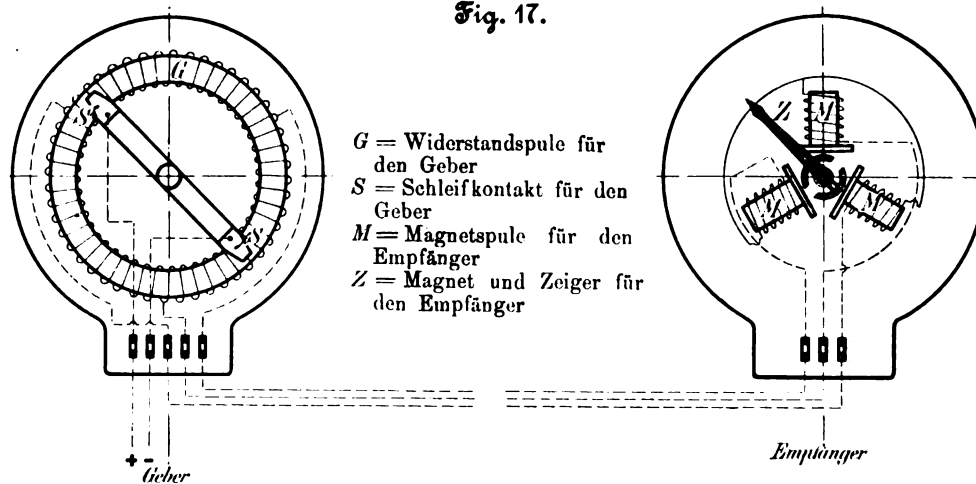 Fig. 17.
G
S
S
G = Widerstandspule für
den Geber
S = Schleifkontakt für den
Geber
M = Magnetspule für den
Empfänger
Z = Magnet und Zeiger für
den Empfänger
Z
M
M
M
+ -
Geber
Empfänger